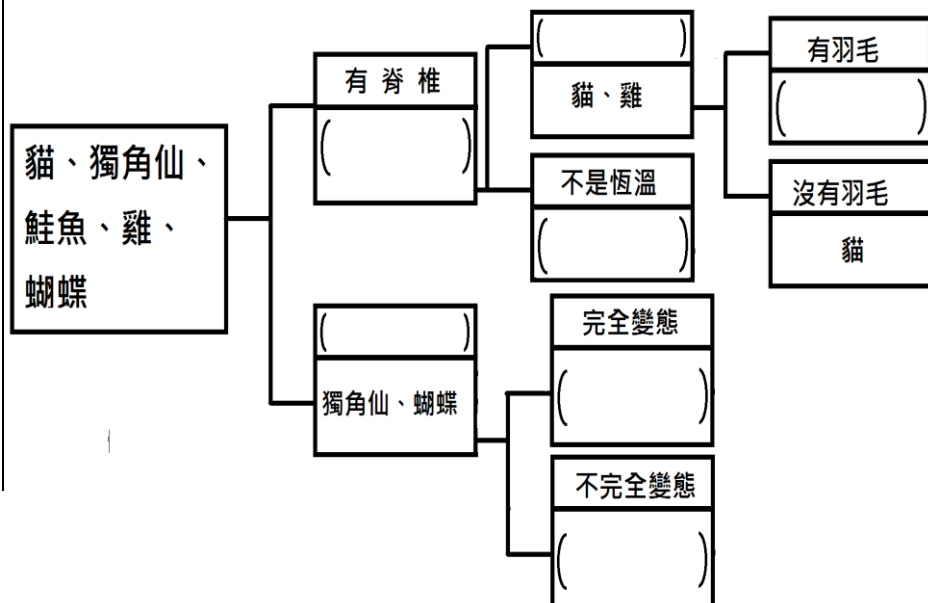 貓、獨角仙、
鮭魚、雞、
蝴蝶
有脊椎
(　　　)
(　　　)
獨角仙、蝴蝶
(　　　)
貓、雞
不是恆溫
(　　　)
完全變態
(　　　)
不完全變態
(　　　)
有羽毛
(　　　)
沒有羽毛
貓